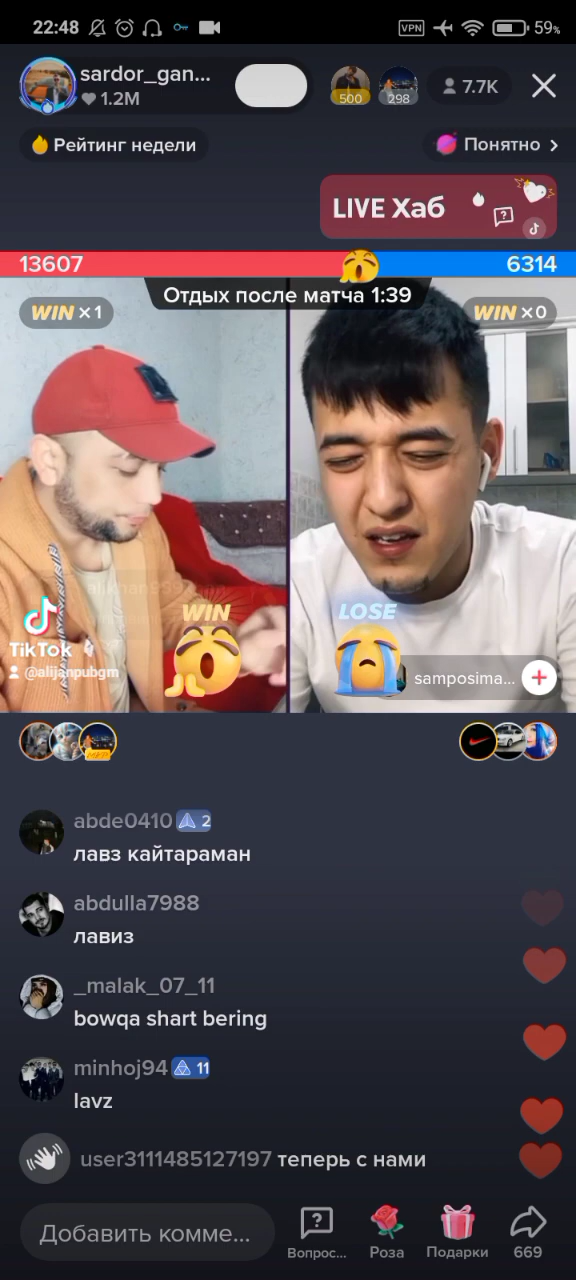 22:48
VPN
59%
sardor_gan...
1.2M
500
298
7.7K
Рейтинг недели
Понятно
LIVE Хаб
13607
6314
Отдых после матча 1:39
WIN ×1
WIN ×0
WIN
LOSE
TikTok
@alijanpubgm
samposima...
abde0410 2
лавз кайтараман
abdulla7988
лавиз
_malak_07_11
bowqa shart bering
minhoj94 11
lavz
user3111485127197 теперь с нами
Добавить комме...
Вопрос...
Роза
Подарки
669